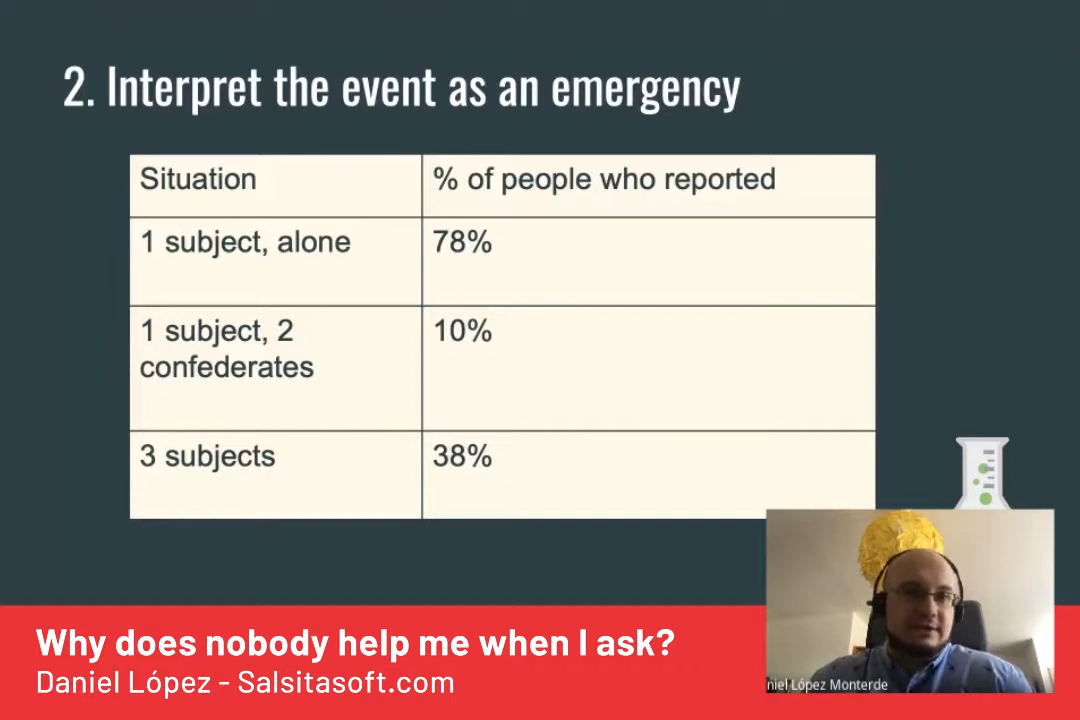 2. Interpret the event as an emergency
Situation
% of people who reported
1 subject, alone
78%
1 subject, 2
confederates
10%
3 subjects
38%
Why does nobody help me when I ask?
Daniel López - Salsitasoft.com
niel López Monterde